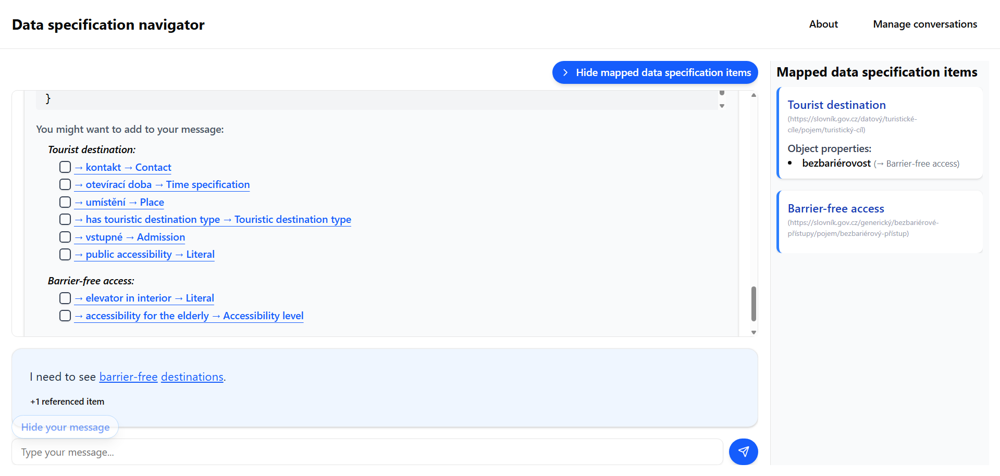 Data specification navigator
About
Manage conversations
Hide mapped data specification items
}
You might want to add to your message:
Tourist destination:
→ kontakt → Contact
→ otevírací doba → Time specification
→ umístění → Place
→ has touristic destination type → Touristic destination type
→ vstupné → Admission
→ public accessibility → Literal
Barrier-free access:
→ elevator in interior → Literal
→ accessibility for the elderly → Accessibility level
I need to see barrier-free destinations.
+1 referenced item
Hide your message
Type your message...
Mapped data specification items
Tourist destination
(https://slovník.gov.cz/datový/turistické-
cíle/pojem/turistický-cíl)
Object properties:
• bezbariérovost (→ Barrier-free access)
Barrier-free access
(https://slovník.gov.cz/generický/bezbariérové-
přístupy/pojem/bezbariérový-přístup)